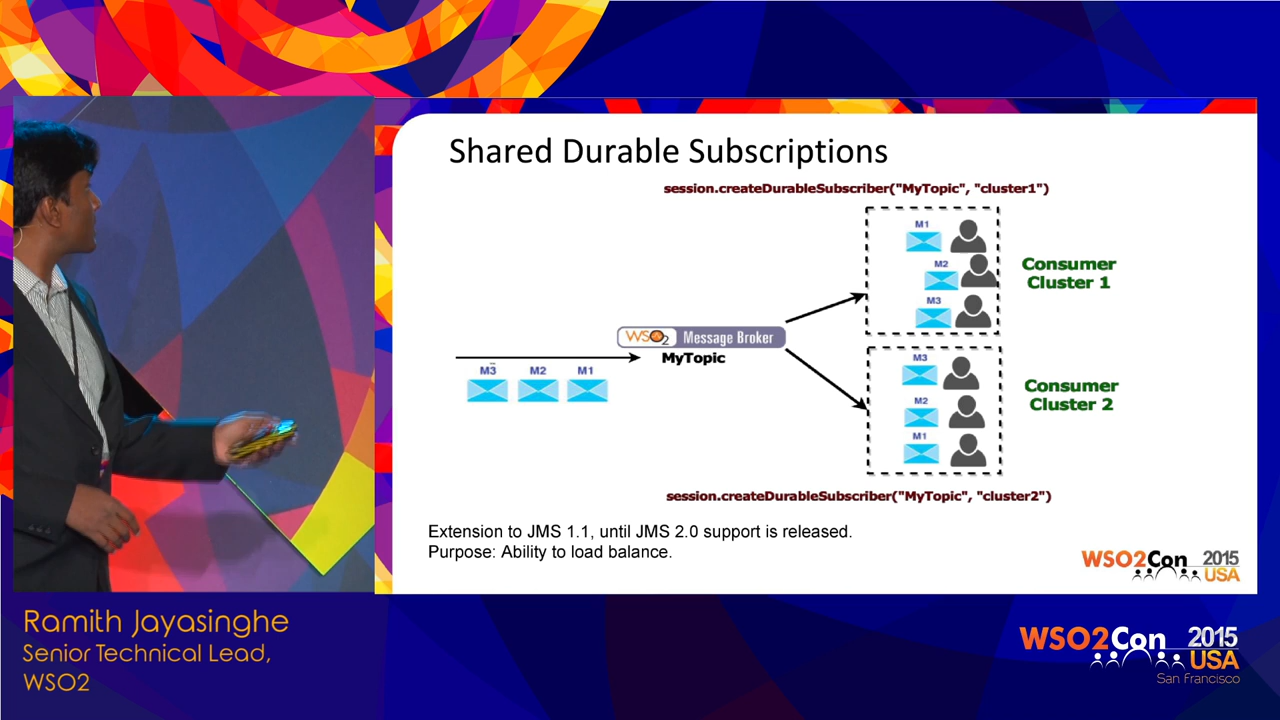 Shared Durable Subscriptions
session.createDurableSubscriber("MyTopic", "cluster1")
M1
M2
M3
Consumer
Cluster 1
WSO2 Message Broker
MyTopic
M3 M2 M1
M3
M2
M1
Consumer
Cluster 2
session.createDurableSubscriber("MyTopic", "cluster2")
Extension to JMS 1.1, until JMS 2.0 support is released.
Purpose: Ability to load balance.
WSO2Con 2015
USA
Ramith Jayasinghe
Senior Technical Lead,
WSO2
WSO2Con 2015
USA
San Francisco